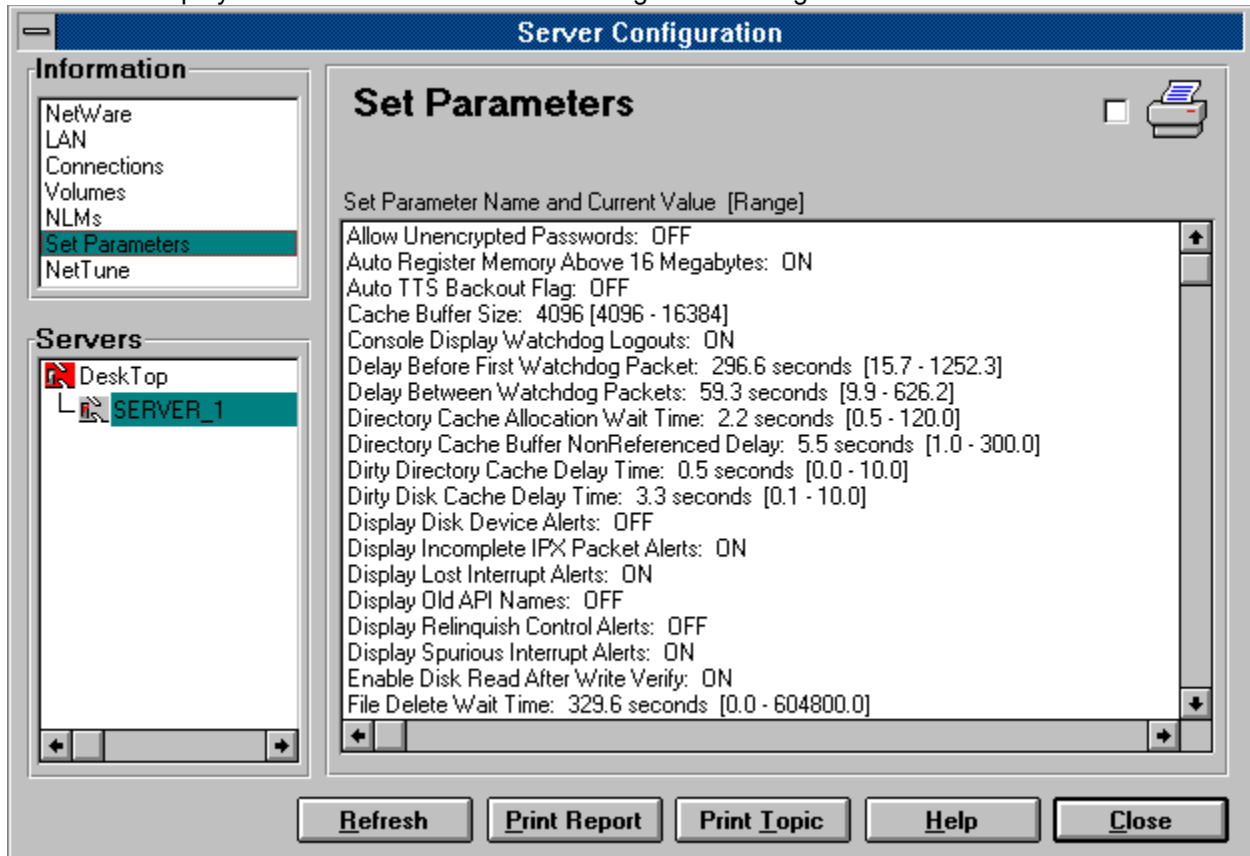 Server Configuration
Information
NetWare
LAN
Connections
Volumes
NLMs
Set Parameters
NetTune
Servers
DeskTop
SERVER_1
Set Parameters
Set Parameter Name and Current Value [Range]
Allow Unencrypted Passwords: OFF
Auto Register Memory Above 16 Megabytes: ON
Auto TTS Backout Flag: OFF
Cache Buffer Size: 4096 [4096 - 16384]
Console Display Watchdog Logouts: ON
Delay Before First Watchdog Packet: 296.6 seconds [15.7 - 1252.3]
Delay Between Watchdog Packets: 59.3 seconds [9.9 - 626.2]
Directory Cache Allocation Wait Time: 2.2 seconds [0.5 - 120.0]
Directory Cache Buffer NonReferenced Delay: 5.5 seconds [1.0 - 300.0]
Dirty Directory Cache Delay Time: 0.5 seconds [0.0 - 10.0]
Dirty Disk Cache Delay Time: 3.3 seconds [0.1 - 10.0]
Display Disk Device Alerts: OFF
Display Incomplete IPX Packet Alerts: ON
Display Lost Interrupt Alerts: ON
Display Old API Names: OFF
Display Relinquish Control Alerts: OFF
Display Spurious Interrupt Alerts: ON
Enable Disk Read After Write Verify: ON
File Delete Wait Time: 329.6 seconds [0.0 - 604800.0]
Refresh
Print Report
Print Topic
Help
Close